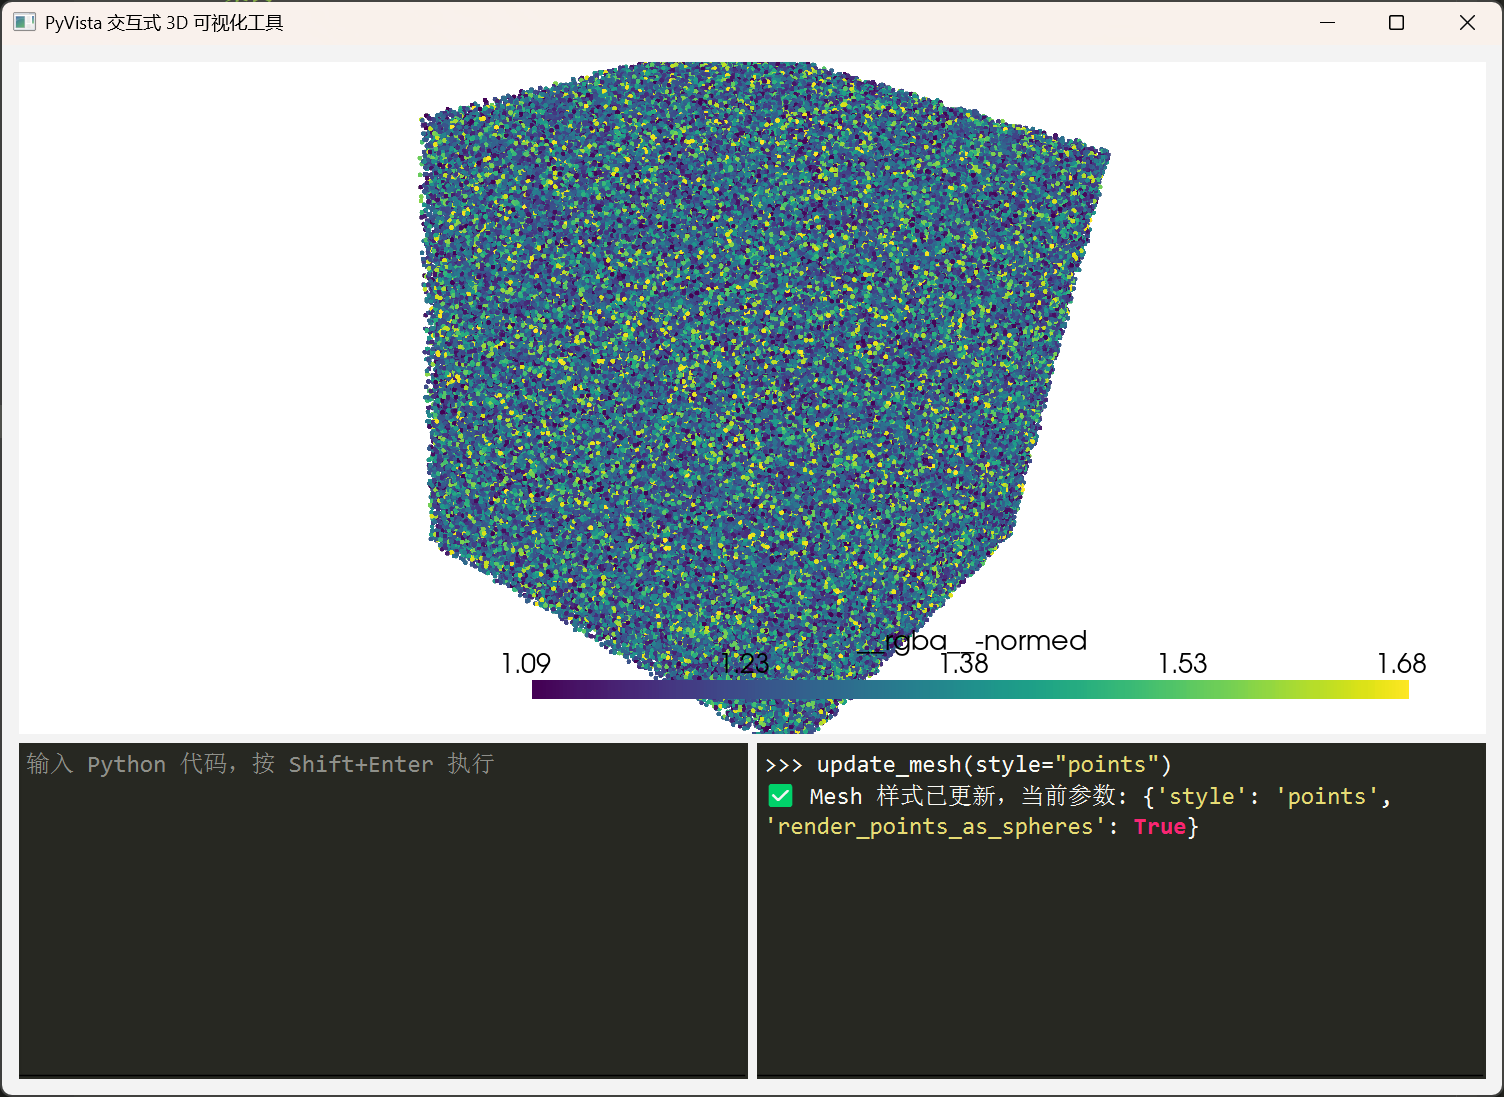 PyVista 交互式 3D 可视化工具
__rgba__-normed
1.09 1.23 1.38 1.53 1.68
输入 Python 代码，按 Shift+Enter 执行
>>> update_mesh(style="points")
✅ Mesh 样式已更新，当前参数: {'style': 'points',
'render_points_as_spheres': True}